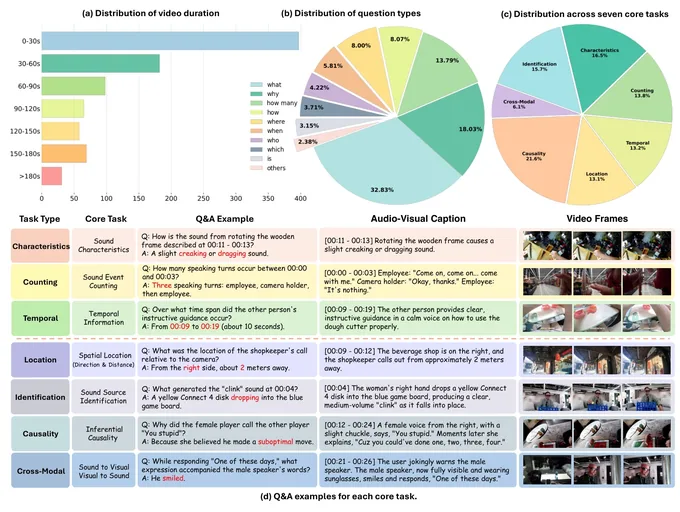 (a) Distribution of video duration
0-30s
30-60s
60-90s
90-120s
120-150s
150-180s
>180s
0 50 100 150 200 250 300 350 400
what
why
how many
how
where
when
who
which
is
others
(b) Distribution of question types
8.07%
8.00%
5.81%
4.22%
3.71%
3.15%
2.38%
13.79%
18.03%
32.83%
(c) Distribution across seven core tasks
Characteristics
16.5%
Identification
15.7%
Counting
13.8%
Cross-Modal
6.1%
Temporal
13.2%
Causality
21.6%
Location
13.1%
Task Type Core Task Q&A Example Audio-Visual Caption Video Frames
Characteristics
Sound
Characteristics
Q: How is the sound from rotating the wooden
frame described at 00:11 - 00:13?
A: A slight creaking or dragging sound.
[00:11 - 00:13] Rotating the wooden frame causes a
slight creaking or dragging sound.
Counting
Sound Event
Counting
Q: How many speaking turns occur between 00:00
and 00:03?
A: Three speaking turns: employee, camera holder,
then employee.
[00:00 - 00:03] Employee: "Come on, come on... come
with me." Camera holder: "Okay, thanks." Employee:
"It's nothing."
Temporal
Temporal
Information
Q: Over what time span did the other person's
instructive guidance occur?
A: From 00:09 to 00:19 (about 10 seconds).
[00:09 - 00:19] The other person provides clear,
instructive guidance in a calm voice on how to use the
dough cutter properly.
Location
Spatial Location
(Direction & Distance)
Q: What was the location of the shopkeeper's call
relative to the camera?
A: From the right side, about 2 meters away.
[00:09 - 00:12] The beverage shop is on the right, and
the shopkeeper calls out from approximately 2 meters
away.
Identification
Sound Source
Identification
Q: What generated the "clink" sound at 00:04?
A: A yellow Connect 4 disk dropping into the blue
game board.
[00:04] The woman's right hand drops a yellow Connect
4 disk into the blue game board, producing a clear,
medium-volume "clink" as it falls into place.
Causality
Inferential
Causality
Q: Why did the female player call the other player
"You stupid"?
A: Because she believed he made a suboptimal move.
[00:12 - 00:24] A female voice from the right, with a
slight chuckle, says, "You stupid." Moments later she
explains, "Cuz you could've done one, two, three, four."
Cross-Modal
Sound to Visual
Visual to Sound
Q: While responding "One of these days," what
expression accompanied the male speaker's words?
A: He smiled.
[00:21 - 00:26] The user jokingly warns the male
speaker. The male speaker, now fully visible and wearing
sunglasses, smiles and responds, "One of these days."
(d) Q&A examples for each core task.